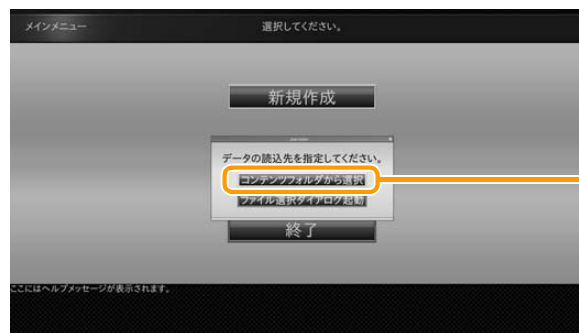 メインメニュー
選択してください。
新規作成
データの読込先を指定してください。
コンテンツフォルダから選択
ファイル選択ダイアログ起動
終了
ここにはヘルプメッセージが表示されます。